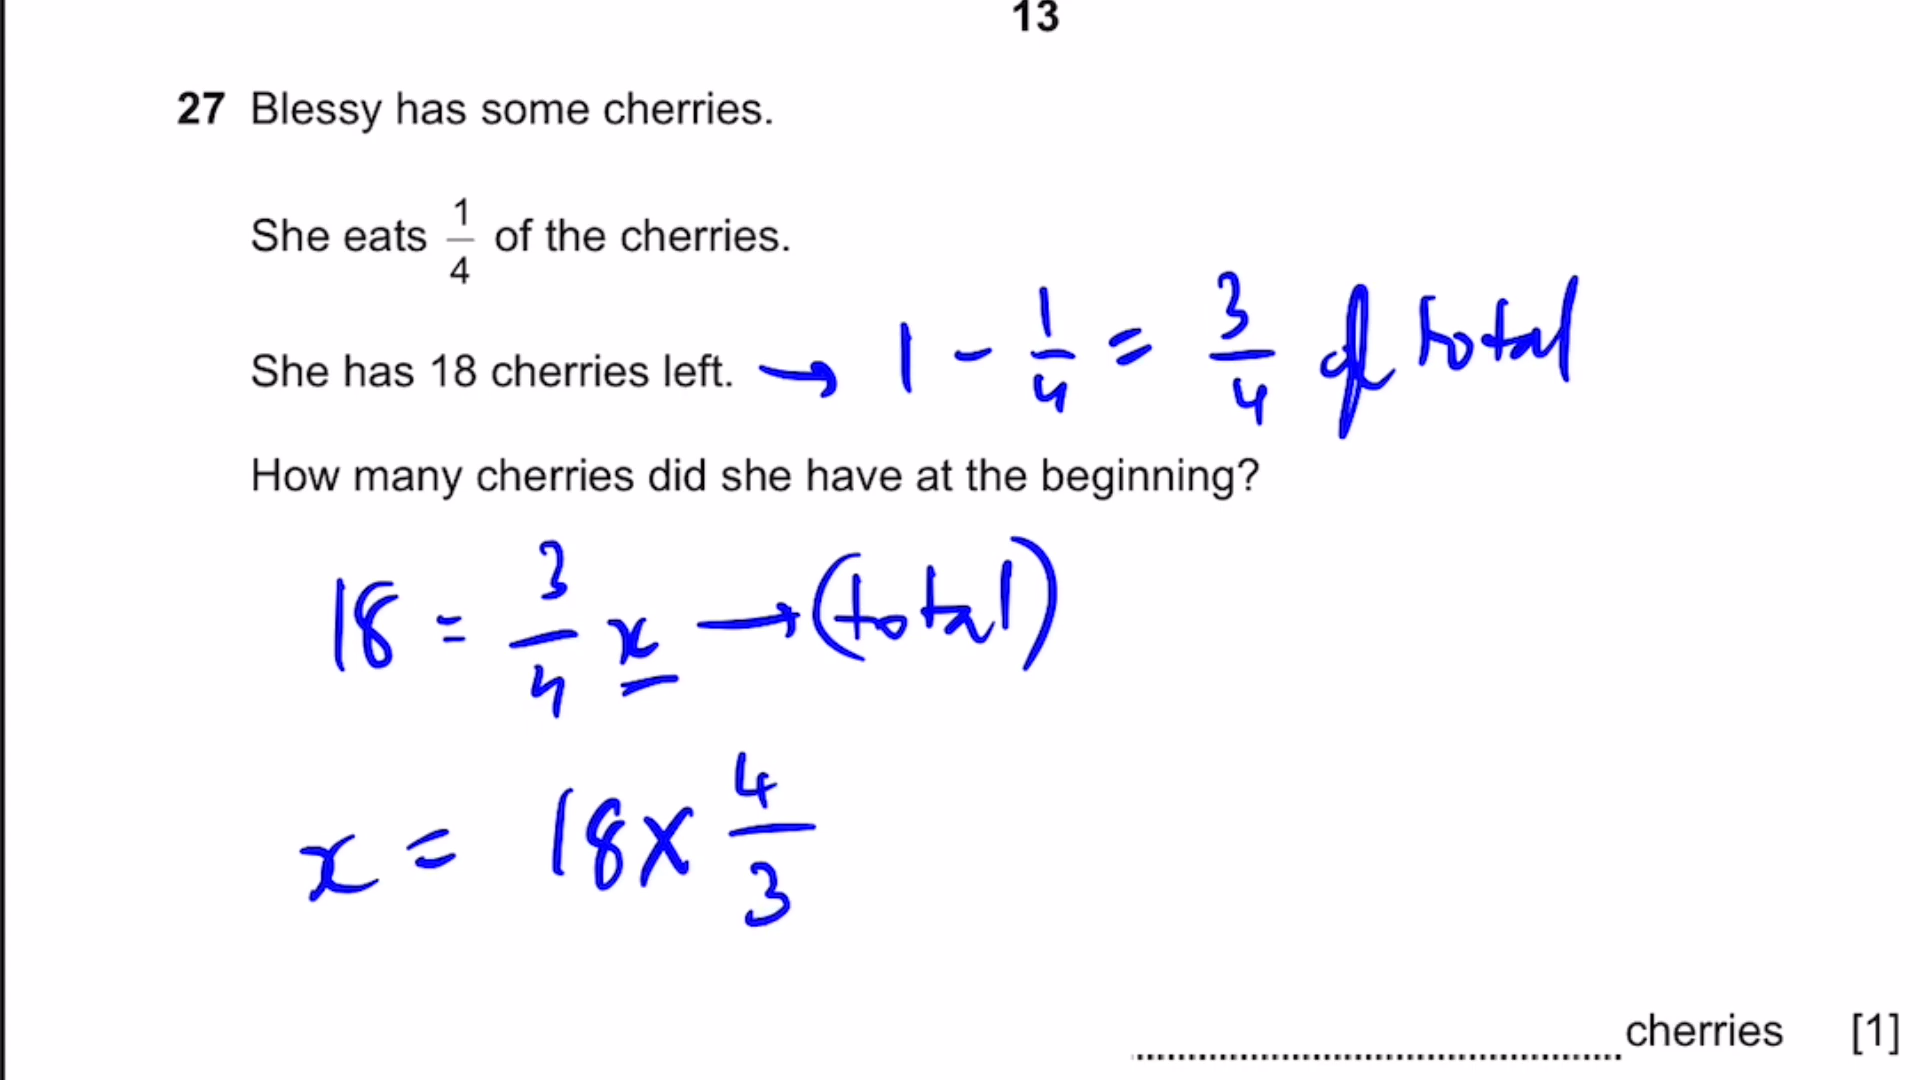 13
27 Blessy has some cherries.
She eats 1/4 of the cherries.
She has 18 cherries left. → 1 - 1/4 = 3/4 of total
How many cherries did she have at the beginning?
18 = 3/4 x → (total)
x = 18 x 4/3
cherries [1]